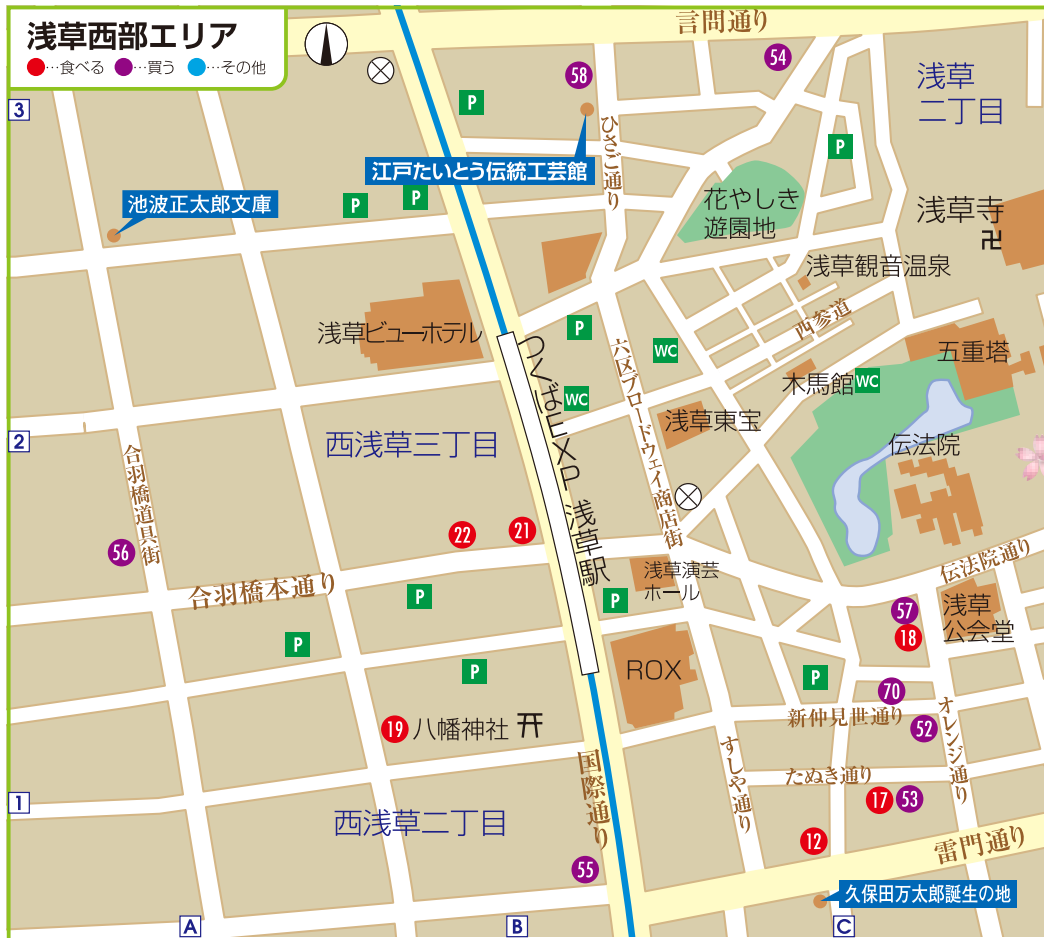 浅草西部エリア
●…食べる ●…買う ●…その他
言問通り
3
58
54
浅草
二丁目
P
P
江戸たいとう伝統工芸館
ひさご通り
池波正太郎文庫
P
P
花やしき
遊園地
浅草寺
卍
浅草観音温泉
西参道
浅草ビューホテル
つくばEXP 浅草駅
P
WC
六区ブロードウェイ商店街
五重塔
木馬館
WC
WC
浅草東宝
2
西浅草三丁目
伝法院
合羽橋道具街
22
21
56
合羽橋本通り
P
P
浅草演芸
ホール
伝法院通り
57
浅草
公会堂
18
P
P
ROX
P
70
新仲見世通り
オレンジ通り
52
19
八幡神社
すしや通り
国際通り
たぬき通り
17
53
1
西浅草二丁目
12
雷門通り
55
久保田万太郎誕生の地
A
B
C